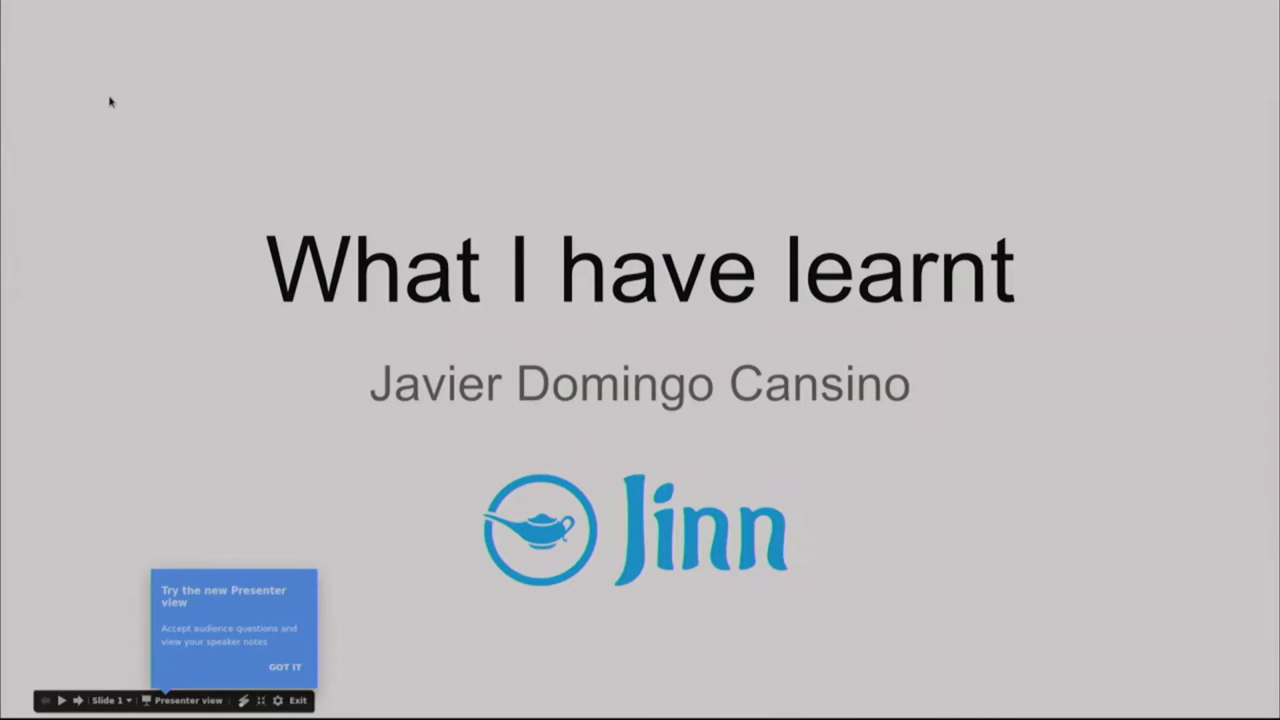 What I have learnt
Javier Domingo Cansino
Jinn
Try the new Presenter
view
Accept audience questions and
view your speaker notes
GOT IT
Slide 1
Presenter view
Exit